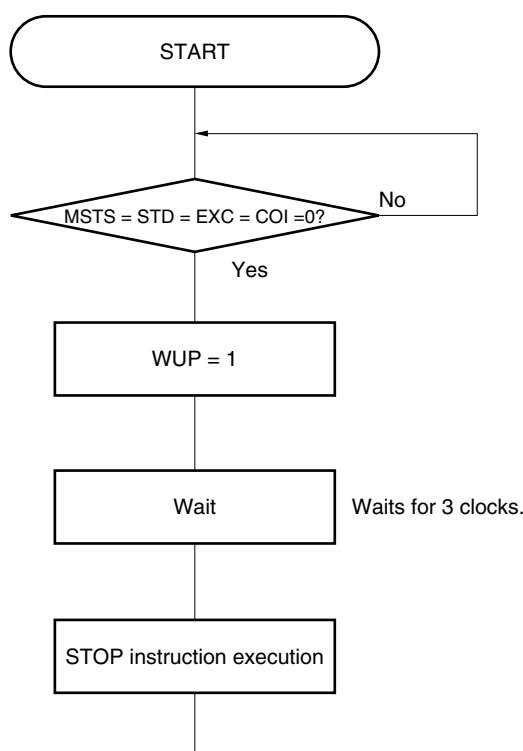 START
MSTS = STD = EXC = COI =0?
No
Yes
WUP = 1
Wait
Waits for 3 clocks.
STOP instruction execution